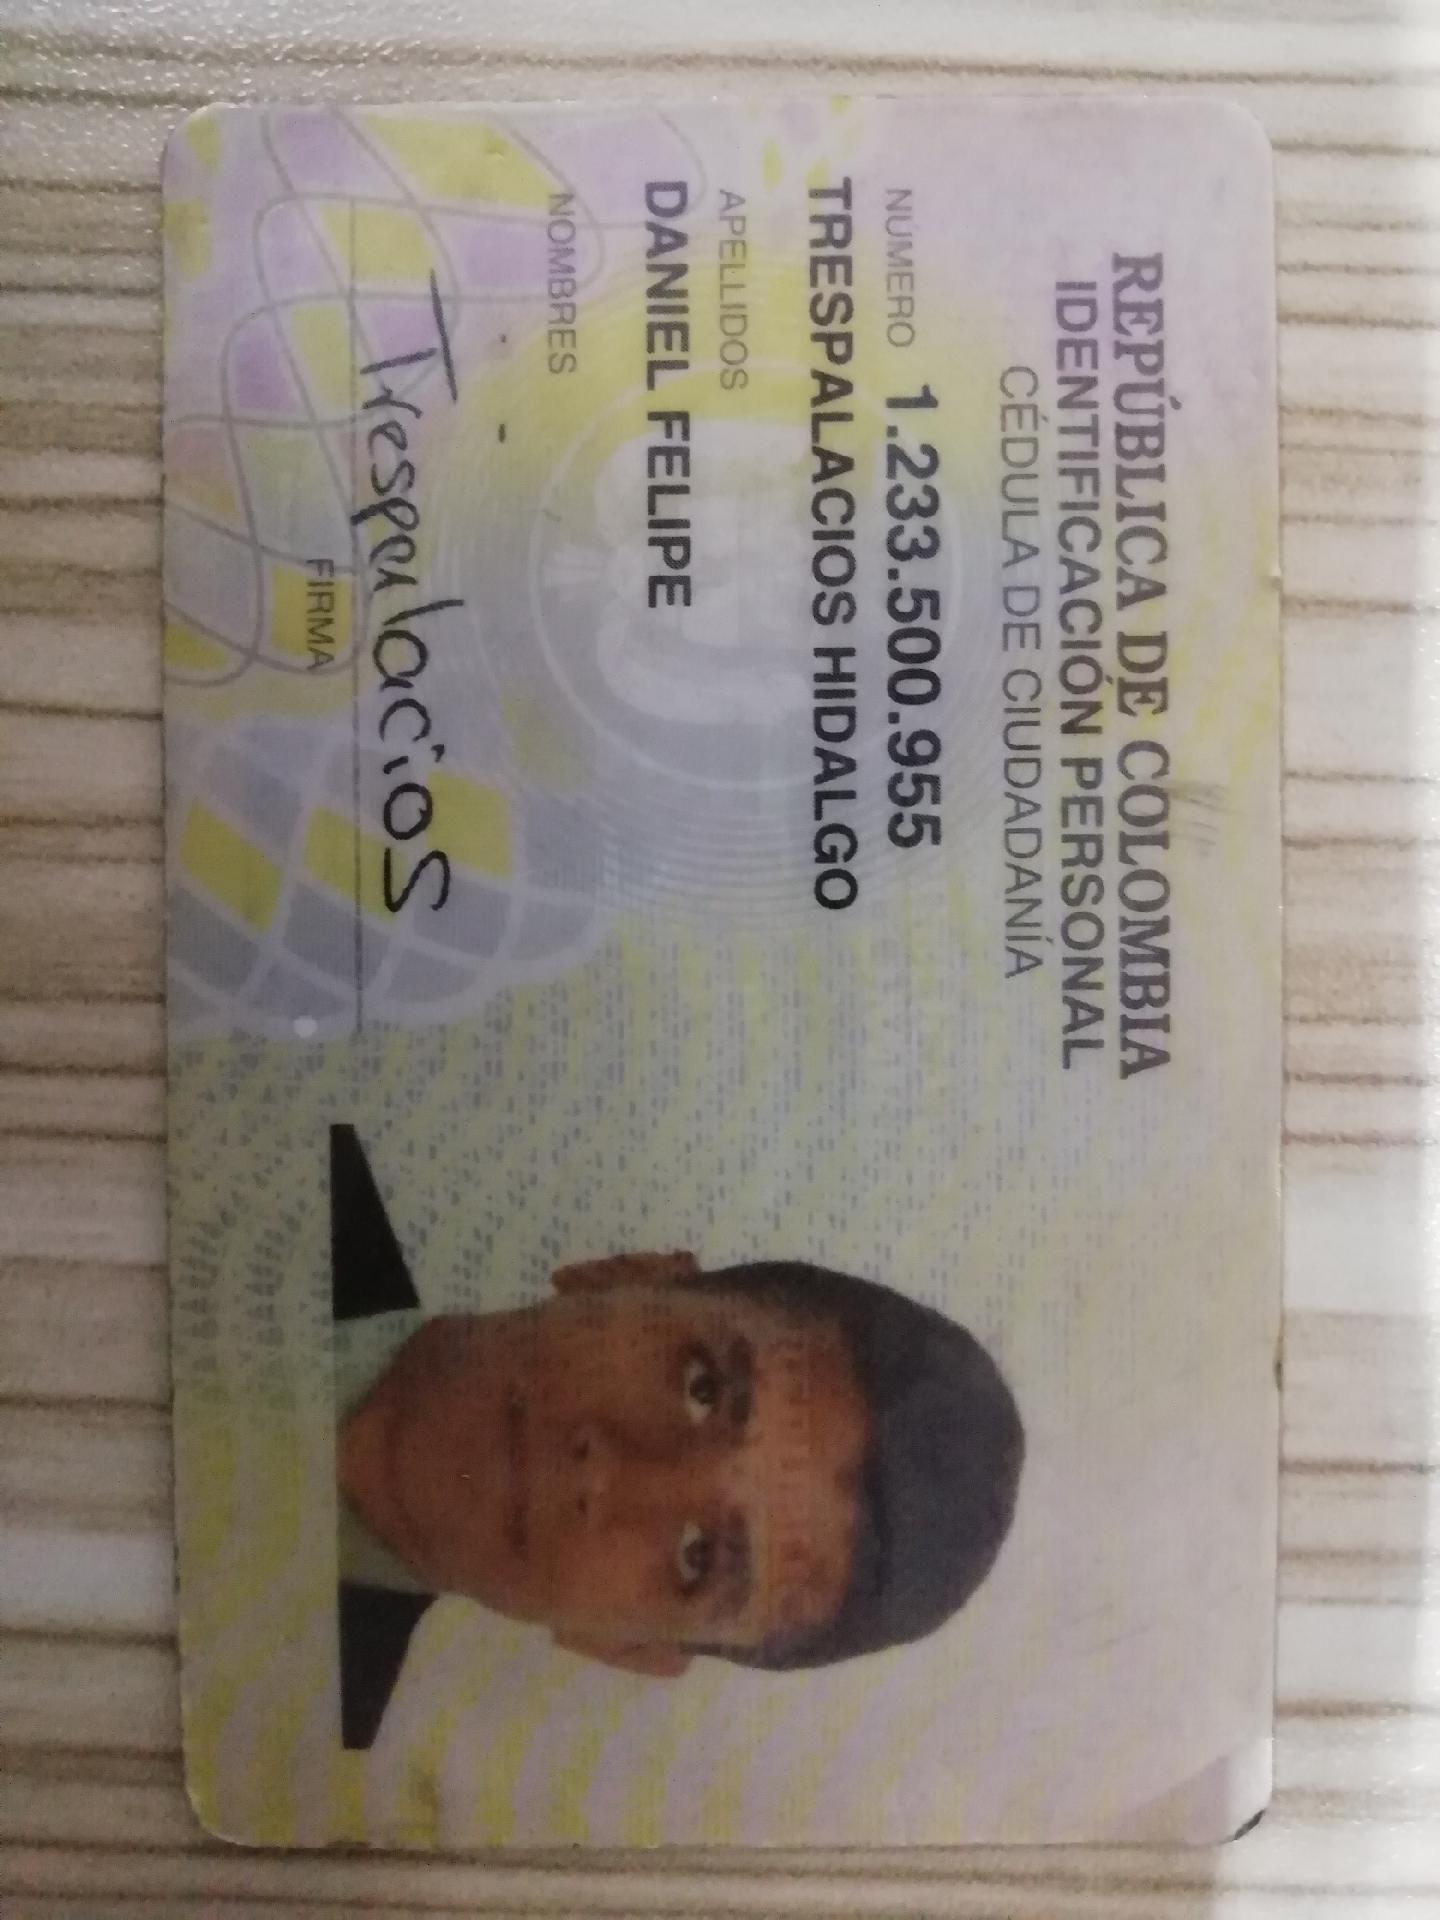 REPÚBLICA DE COLOMBIA
IDENTIFICACIÓN PERSONAL
CÉDULA DE CIUDADANÍA
NÚMERO 1.233.500.955
TRESPALACIOS HIDALGO
APELLIDOS
DANIEL FELIPE
NOMBRES
Trespalacios
FIRMA